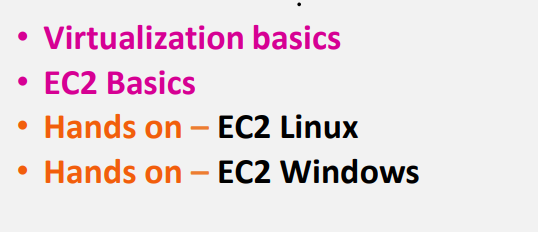 • Virtualization basics
• EC2 Basics
• Hands on – EC2 Linux
• Hands on – EC2 Windows